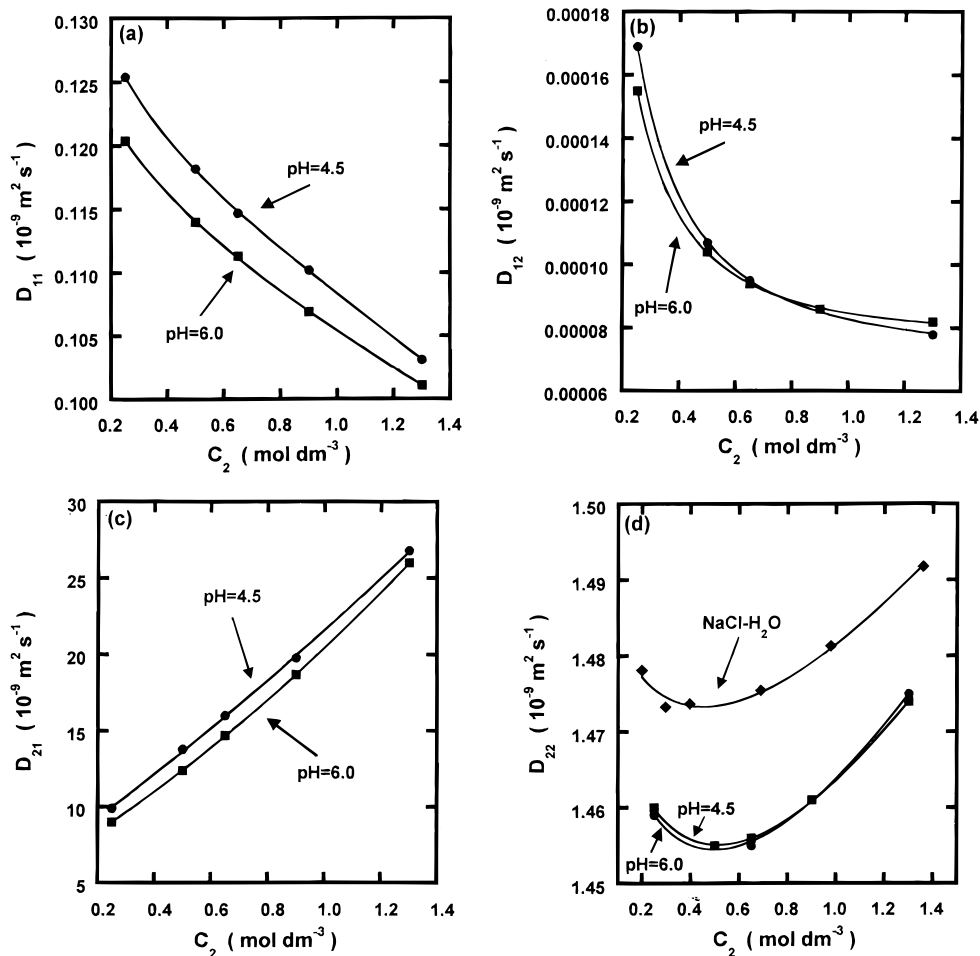 (a)
0.130
0.125
0.120
0.115
0.110
0.105
0.100
D11 ( 10-9 m2 s-1 )
pH=4.5
pH=6.0
0.2 0.4 0.6 0.8 1.0 1.2 1.4
C2 ( mol dm-3 )
(b)
0.00018
0.00016
0.00014
0.00012
0.00010
0.00008
0.00006
D12 ( 10-9 m2 s-1 )
pH=4.5
pH=6.0
0.2 0.4 0.6 0.8 1.0 1.2 1.4
C2 ( mol dm-3 )
(c)
30
25
20
15
10
5
D21 ( 10-9 m2 s-1 )
pH=4.5
pH=6.0
0.2 0.4 0.6 0.8 1.0 1.2 1.4
C2 ( mol dm-3 )
(d)
1.50
1.49
1.48
1.47
1.46
1.45
D22 ( 10-9 m2 s-1 )
NaCl-H2O
pH=4.5
pH=6.0
0.2 0.4 0.6 0.8 1.0 1.2 1.4
C2 ( mol dm-3 )